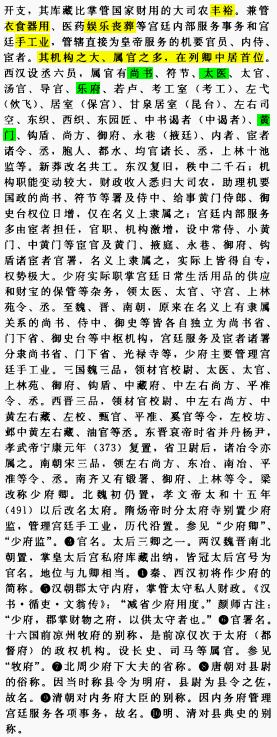 开支，其库藏比掌管国家财用的大司农丰裕。兼管
衣食器用、医药娱乐丧葬等宫廷内部服务事务和宫
廷手工业，管辖直接为皇帝服务的机要官员、内侍、
宦者。其机构之大、属官之多，在列卿中居首位。
西汉设丞六员，属官有尚书、符节、太医、太官、
汤官、导官、乐府、若卢、考工室（考工）、左弋
（佽飞）、居室（保宫）、甘泉居室（昆台）、左右司
空、东织、西织、东园匠、中书谒者（中谒者）、黄
门、钩盾、尚方、御府、永巷（掖廷）、内者、宦者
诸令、丞，胞人、都水、均官诸长、丞，上林十池
监等。新莽改名共工。东汉复旧，秩中二千石；机
构职能变动较大，财政收入悉归大司农，助理机要
国政的尚书、符节等署及侍中、给事黄门侍郎、御
史台权位日增，仅在名义上隶属之；宫廷内部服务
多由宦者担任，官职、机构激增，设中常侍、小黄
门、中黄门等宦官及黄门、掖庭、永巷、御府、钩
盾诸宦者官署，名义上隶属之，实际上皆得自专，
权势极大。少府实际职掌宫廷日常生活用品的供应
和财宝的保管等杂务，领太医、太官、守宫、上林
苑令、丞。至魏、晋、南朝，原来在名义上有隶属
关系的尚书、侍中、御史等皆各自独立为尚书省、
门下省、御史台等中枢机构，宫廷服务及宦者诸署
分隶尚书省、门下省、光禄寺等，少府主要管理宫
廷手工业。三国魏三品，领材官校尉、太医、太官、
上林苑、御府、钩盾、中藏府、中左右尚方、平准
令、丞。西晋三品，领材官校尉、中左右尚方、中
黄左右藏、左校、甄官、平准、奚官等令，左校坊、
邺中黄左右藏、油官等丞。东晋哀帝时省并丹杨尹，
孝武帝宁康元年（373）复置，省卫尉后，诸冶令亦
属之。南朝宋三品，领左右尚方、东冶、南冶、平
准等令、丞。南齐又有锻署、御府、上林等令。梁
改称少府卿。北魏初仍置，孝文帝太和十五年
（491）以后改名太府。隋炀帝时分太府寺别置少府
监，管理宫廷手工业，历代沿置。参见“少府卿”、
“少府监”。❸官名。太后三卿之一。两汉魏晋南北
朝置，掌皇太后宫私府库藏出纳，皆冠太后宫号为
官名。地位与九卿相当。❹秦、西汉初将作少府的
简称。❺汉朝郡太守内府，掌管太守私人财政。《汉
书·循吏·文翁传》：“减省少府用度。”颜师古注：
“少府，郡掌财物之府，以供太守者也。”❻官署名。
十六国前凉州牧府的别称，是前凉仅次于太府（都
督府）的政权机构。设长史、司马等属官。参见
“牧府”。❼北周少府下大夫的省称。❽唐朝对县尉
的俗称。因当时称县令为明府，县尉为县令之佐，
故名。❾清朝对内务府大臣的别称。因内务府管理
宫廷服务各项事务，故名。❿明、清对县典史的别
称。